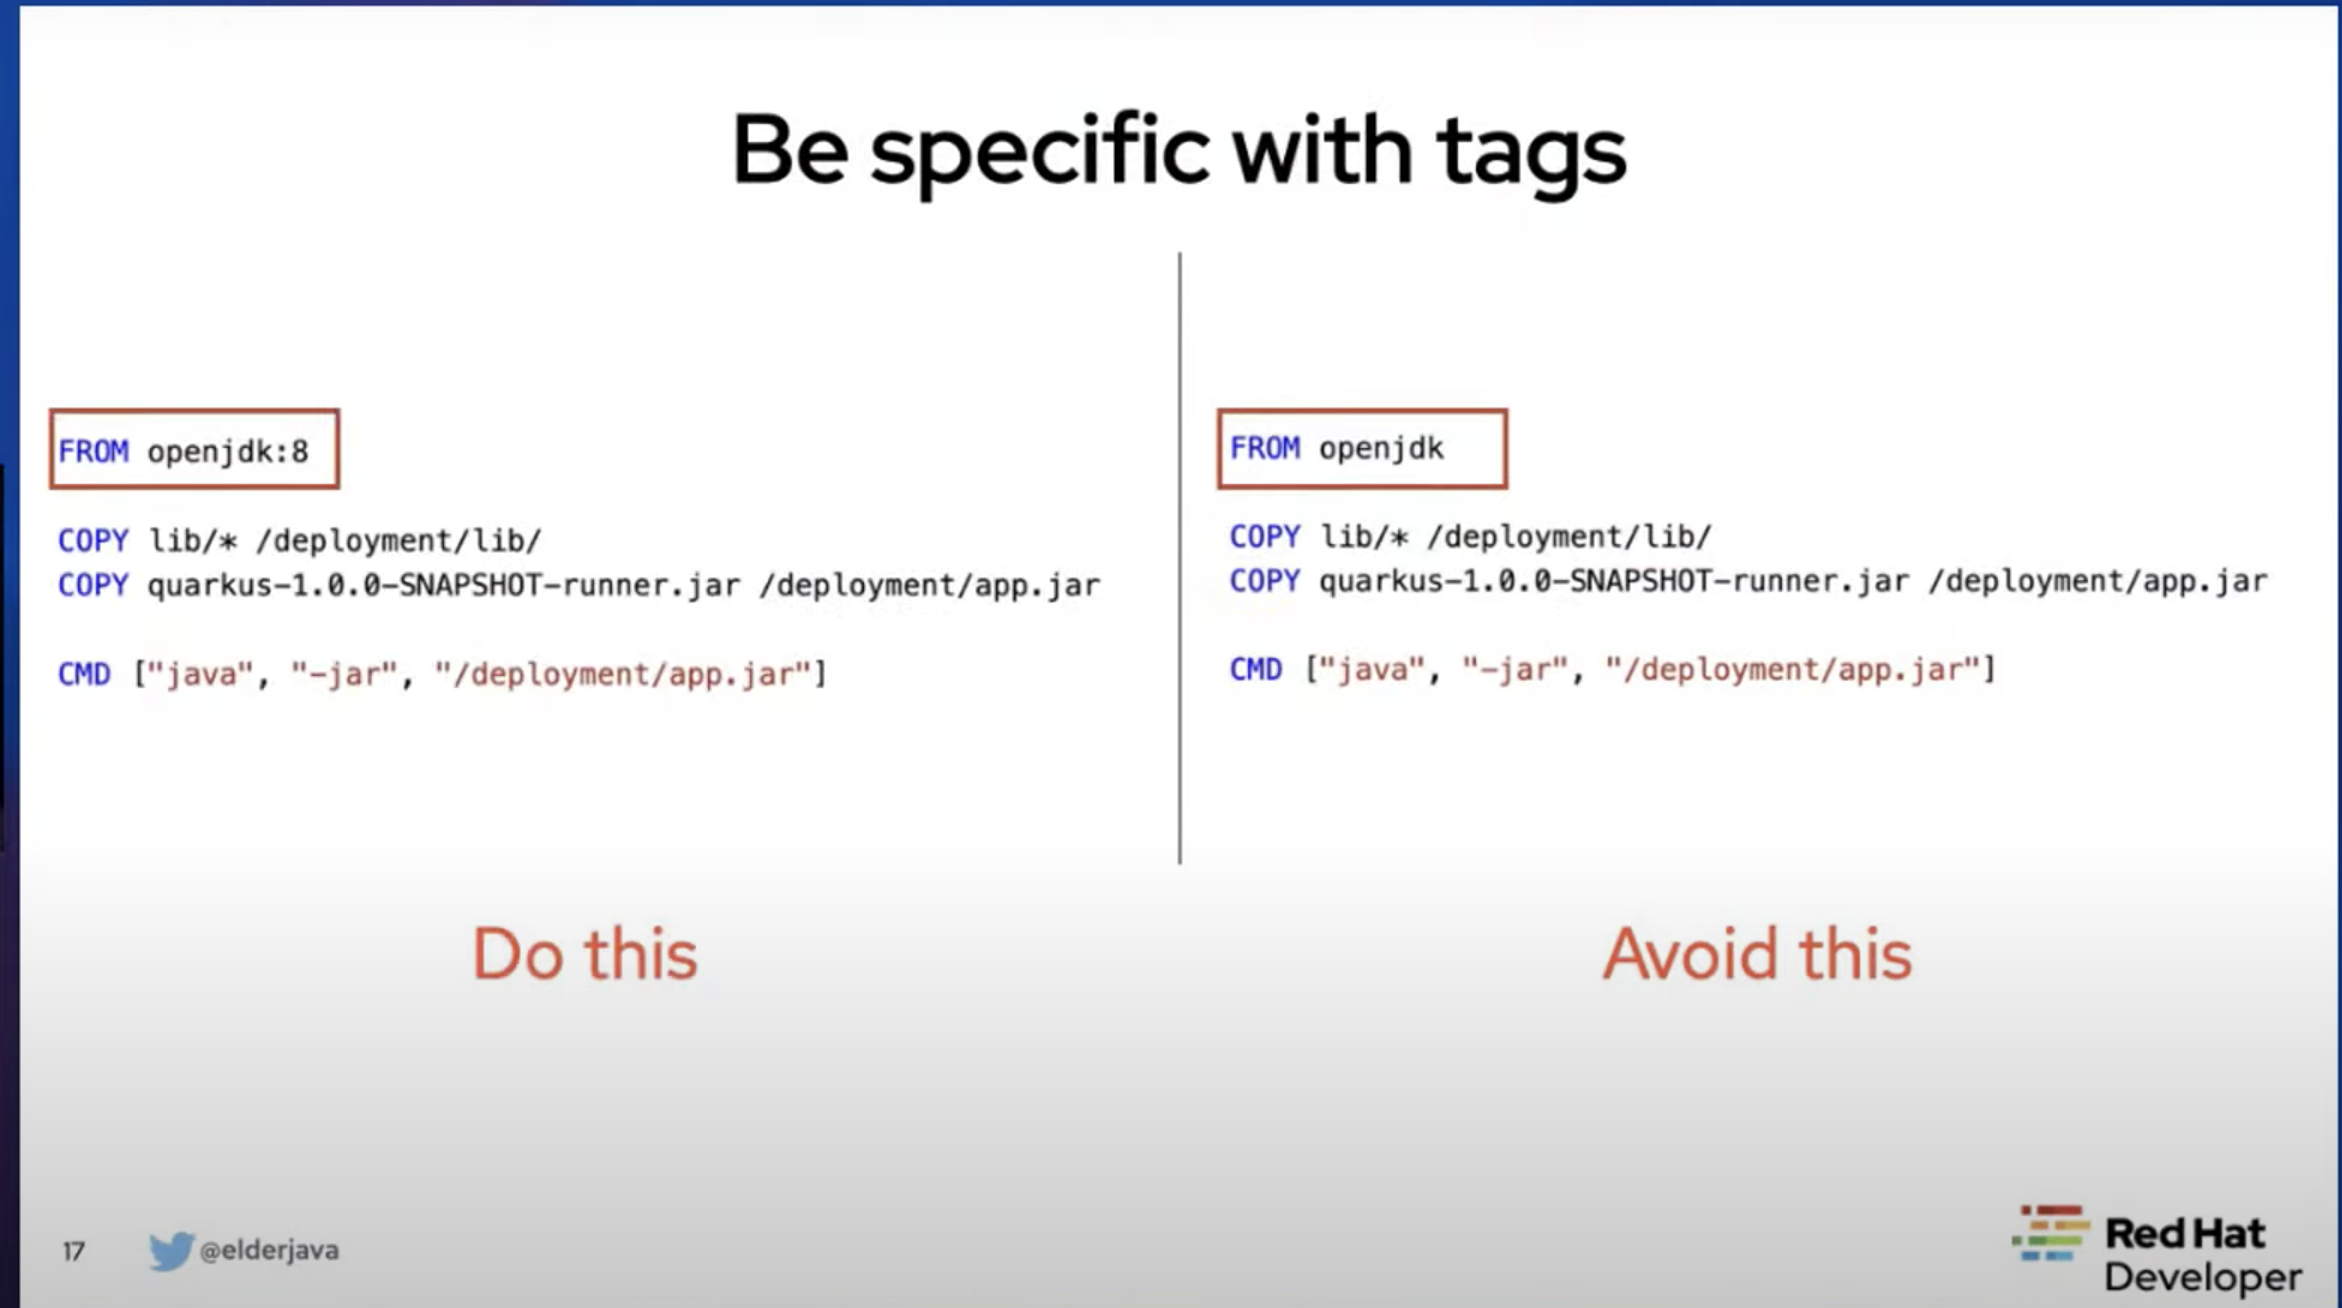 Be specific with tags
FROM openjdk:8
COPY lib/* /deployment/lib/
COPY quarkus-1.0.0-SNAPSHOT-runner.jar /deployment/app.jar
CMD ["java", "-jar", "/deployment/app.jar"]
Do this
FROM openjdk
COPY lib/* /deployment/lib/
COPY quarkus-1.0.0-SNAPSHOT-runner.jar /deployment/app.jar
CMD ["java", "-jar", "/deployment/app.jar"]
Avoid this
17
@elderjava
Red Hat
Developer